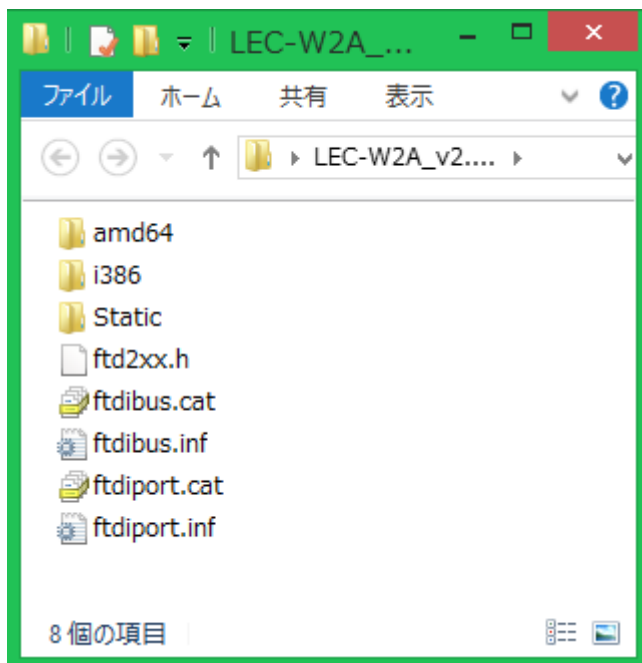 LEC-W2A_...
ファイル ホーム 共有 表示
LEC-W2A_v2....
amd64
i386
Static
ftd2xx.h
ftdibus.cat
ftdibus.inf
ftdiport.cat
ftdiport.inf
8 個の項目